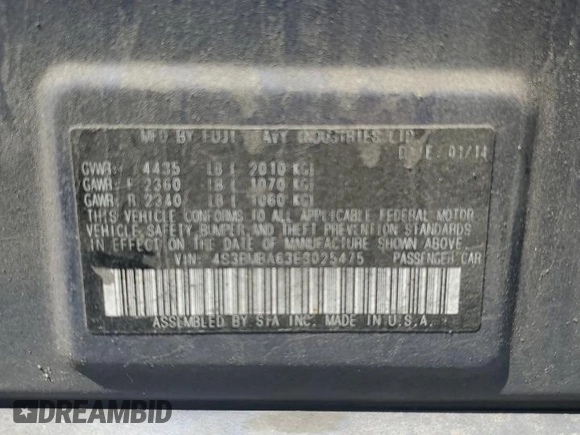 MFD BY FUJI AVY INDUSTRIES LTD
DATE: 01/14
GVWR: 4435 LB ( 2010 KG)
GAWR: F 2360 LB ( 1070 KG)
GAWR: R 2340 LB ( 1060 KG)
THIS VEHICLE CONFORMS TO ALL APPLICABLE FEDERAL MOTOR
VEHICLE SAFETY, BUMPER, AND THEFT PREVENTION STANDARDS
IN EFFECT ON THE DATE OF MANUFACTURE SHOWN ABOVE.
VIN: 4S3BMBA63E3025475 PASSENGER CAR
ASSEMBLED BY SIA INC. MADE IN U.S.A.
DREAMBID